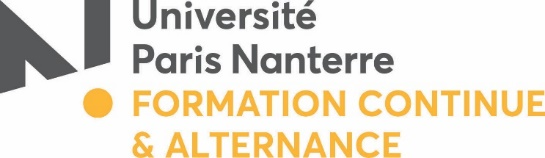 Université
Paris Nanterre
FORMATION CONTINUE
& ALTERNANCE